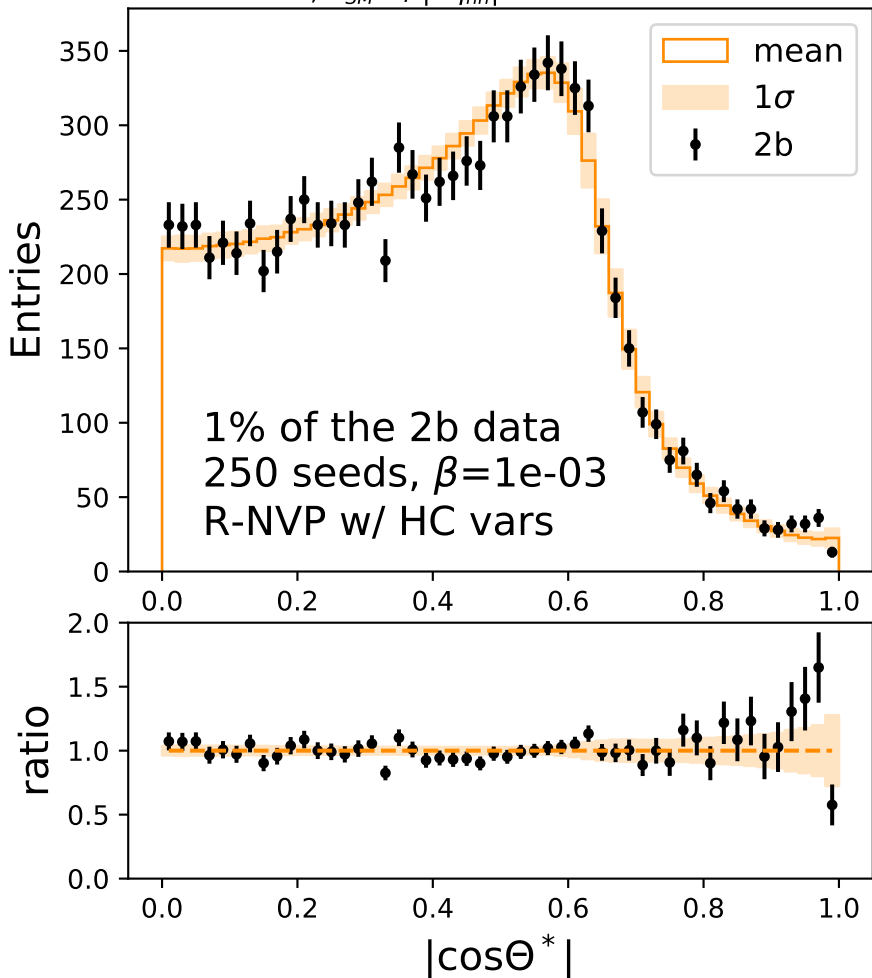 350
300
250
200
150
100
50
0
Entries
mean
1σ
2b
1% of the 2b data
250 seeds, β=1e-03
R-NVP w/ HC vars
0.0 0.2 0.4 0.6 0.8 1.0
2.0
1.5
1.0
0.5
0.0
ratio
0.0 0.2 0.4 0.6 0.8 1.0
|cosΘ*|